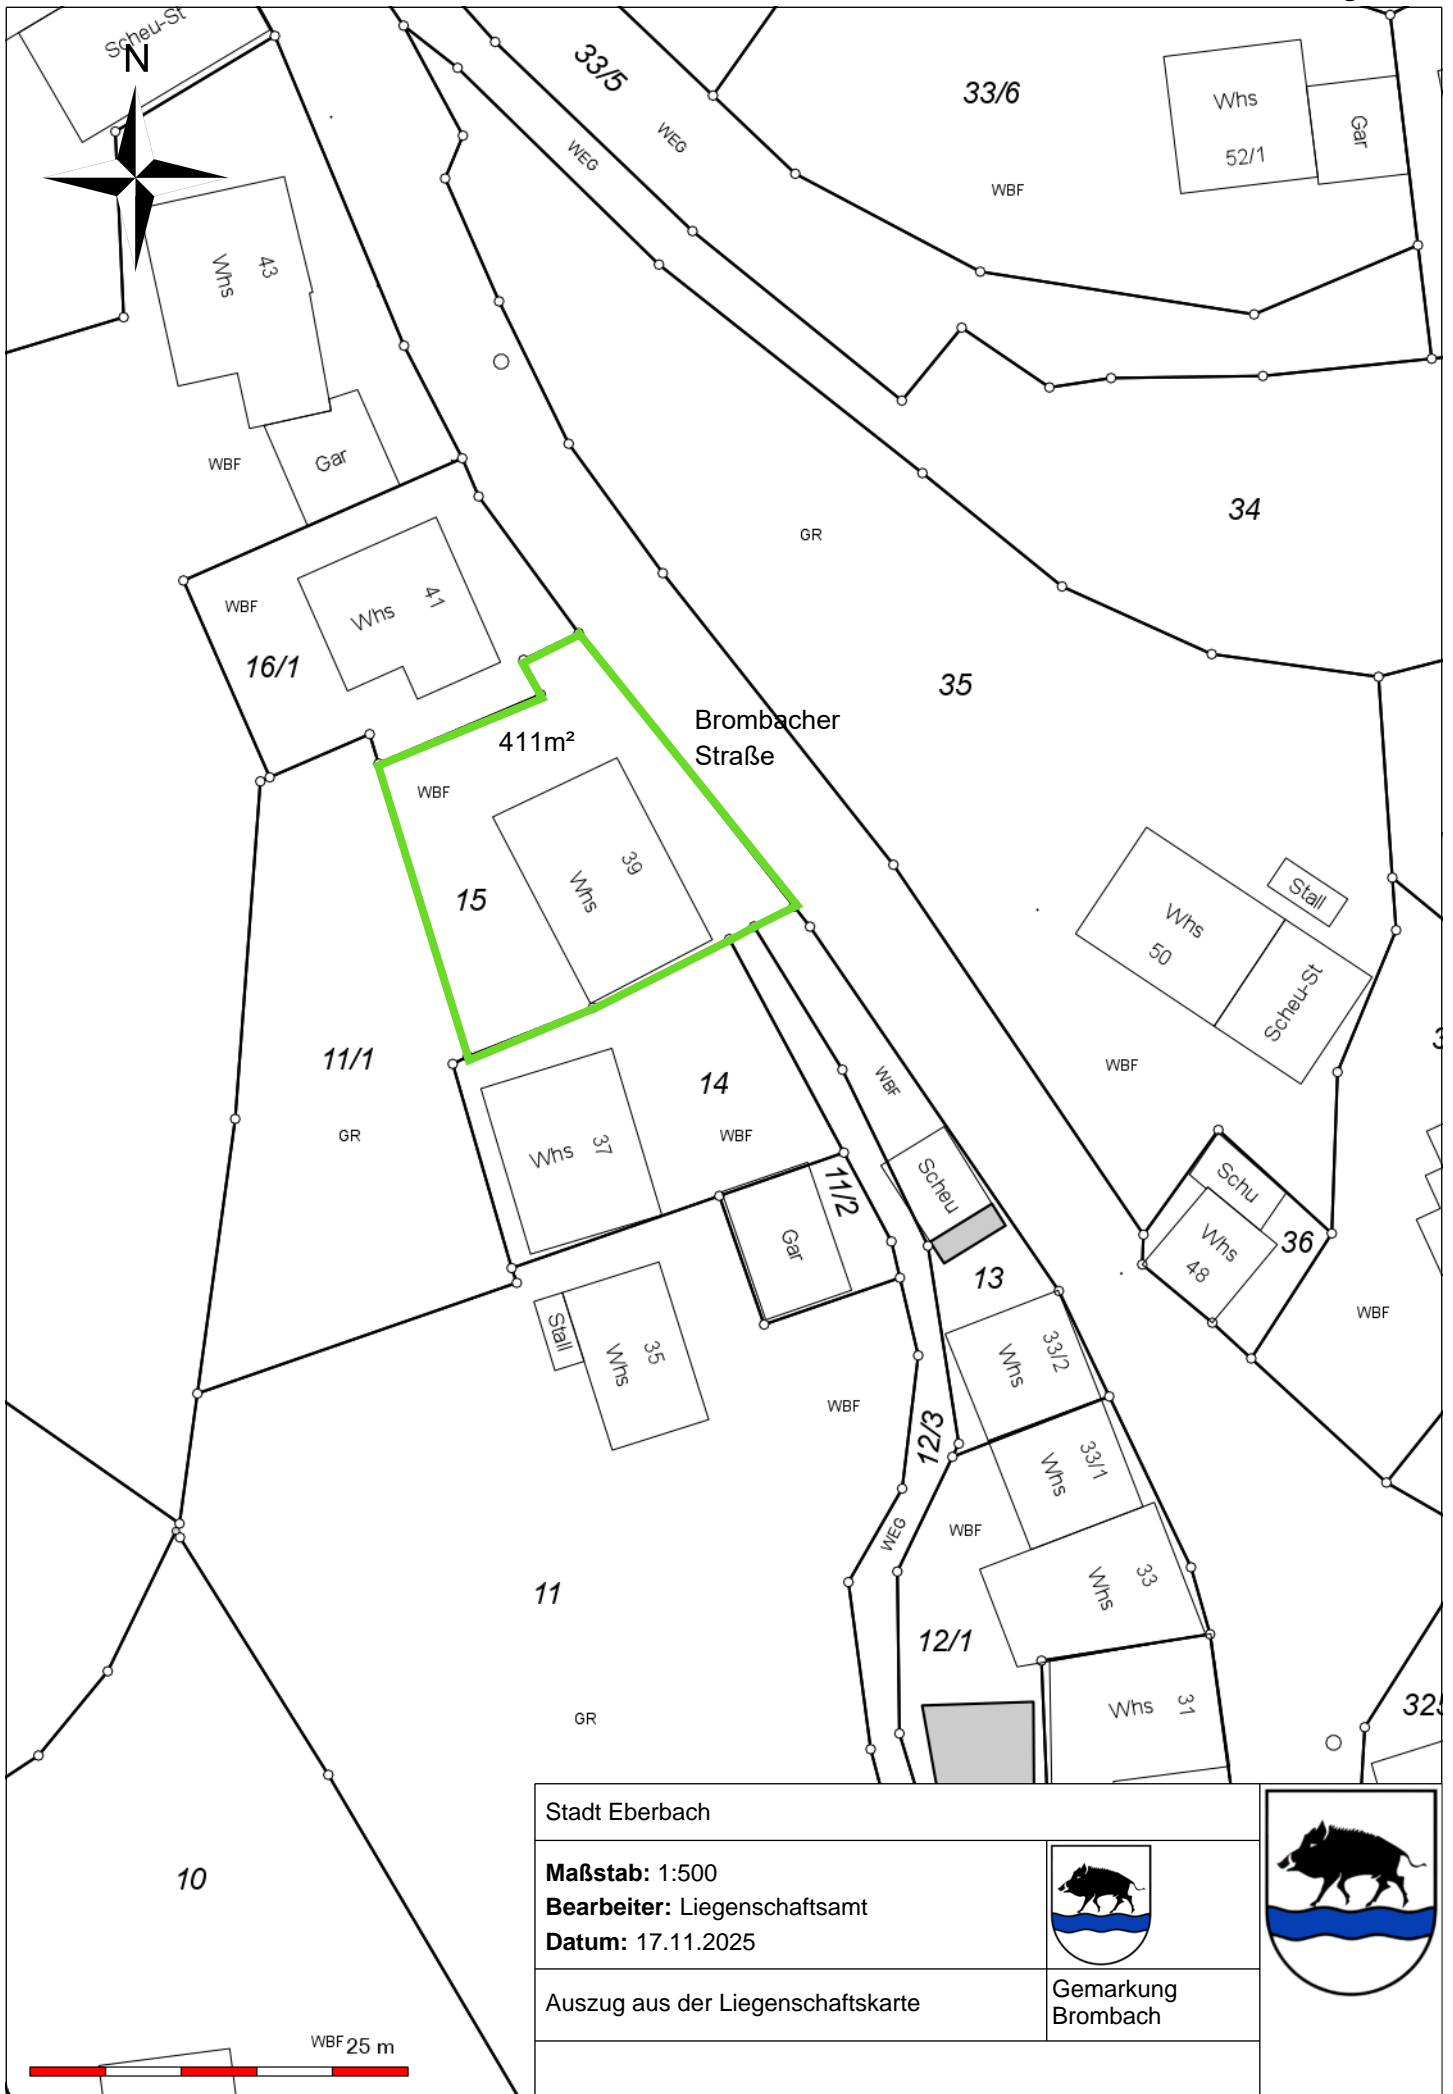 Scheu-St
N
33/5
33/6
Whs
52/1
Gar
WEG
WEG
WBF
Whs
43
WBF
Gar
34
GR
WBF
Whs
41
16/1
35
Brombacher
Straße
411m²
WBF
39
Whs
15
Stall
Whs
50
Scheu-St
11/1
14
WBF
WBF
GR
WBF
Whs
37
11/2
Scheu
Schu
Whs
48
36
Gar
13
WBF
Stall
Whs
35
33/2
Whs
WBF
12/3
33/1
Whs
WEG
WBF
11
33
Whs
12/1
Whs
31
325
GR
Stadt Eberbach
10
Maßstab: 1:500
Bearbeiter: Liegenschaftsamt
Datum: 17.11.2025
Auszug aus der Liegenschaftskarte
Gemarkung
Brombach
WBF
25 m